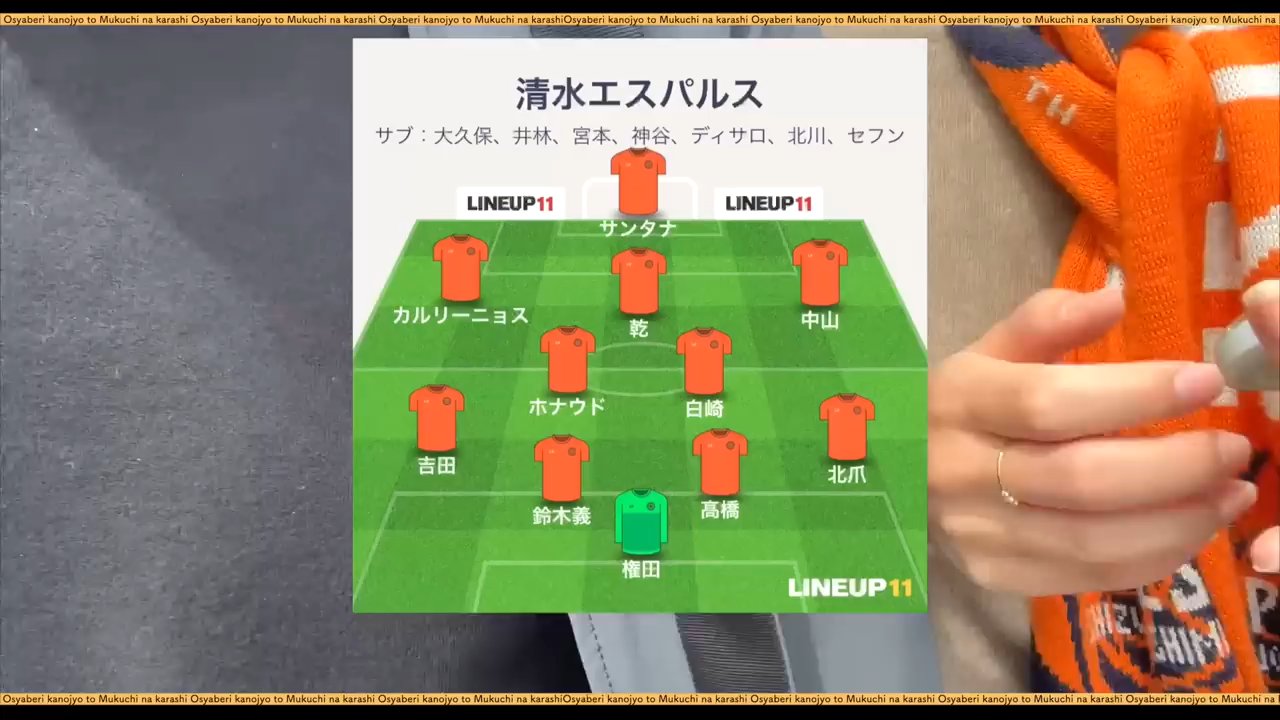 Osyaberi kanojyo to Mukuchi na karashi Osyaberi kanojyo to Mukuchi na karashi Osyaberi kanojyo to Mukuchi na karashiOsyaberi kanojyo to Mukuchi na karashi Osyaberi kanojyo to Mukuchi na karashi Osyaberi kanojyo to Mukuchi na
清水エスパルス
サブ：大久保、井林、宮本、神谷、ディサロ、北川、セフン
TH
LINEUP11
LINEUP11
サンタナ
カルリーニョス
乾
中山
ホナウド
白崎
吉田
北爪
鈴木義
高橋
権田
LINEUP11
Osyaberi kanojyo to Mukuchi na karashi Osyaberi kanojyo to Mukuchi na karashi Osyaberi kanojyo to Mukuchi na karashiOsyaberi kanojyo to Mukuchi na karashi Osyaberi kanojyo to Mukuchi na karashi Osyaberi kanojyo to Mukuchi na